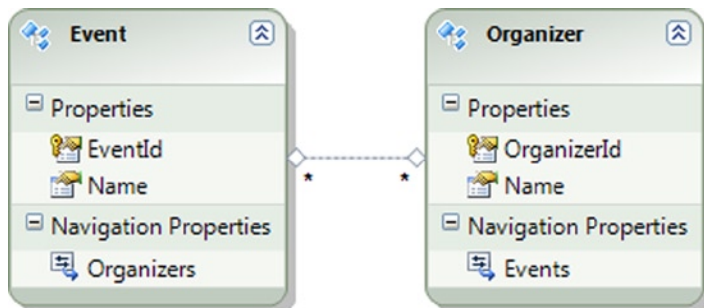 Event
Properties
EventId
Name
Navigation Properties
Organizers
* *
Organizer
Properties
OrganizerId
Name
Navigation Properties
Events